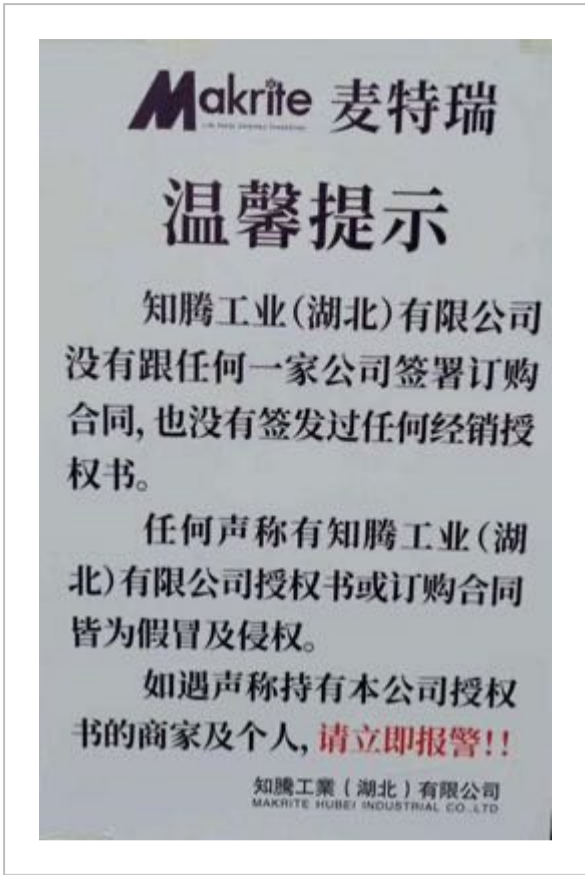 Makrite 麦特瑞
温馨提示
知腾工业(湖北)有限公司
没有跟任何一家公司签署订购
合同,也没有签发过任何经销授
权书。
任何声称有知腾工业(湖
北)有限公司授权书或订购合同
皆为假冒及侵权。
如遇声称持有本公司授权
书的商家及个人,请立即报警!!
知騰工業(湖北)有限公司
MAKRITE HUBEI INDUSTRIAL CO.,LTD